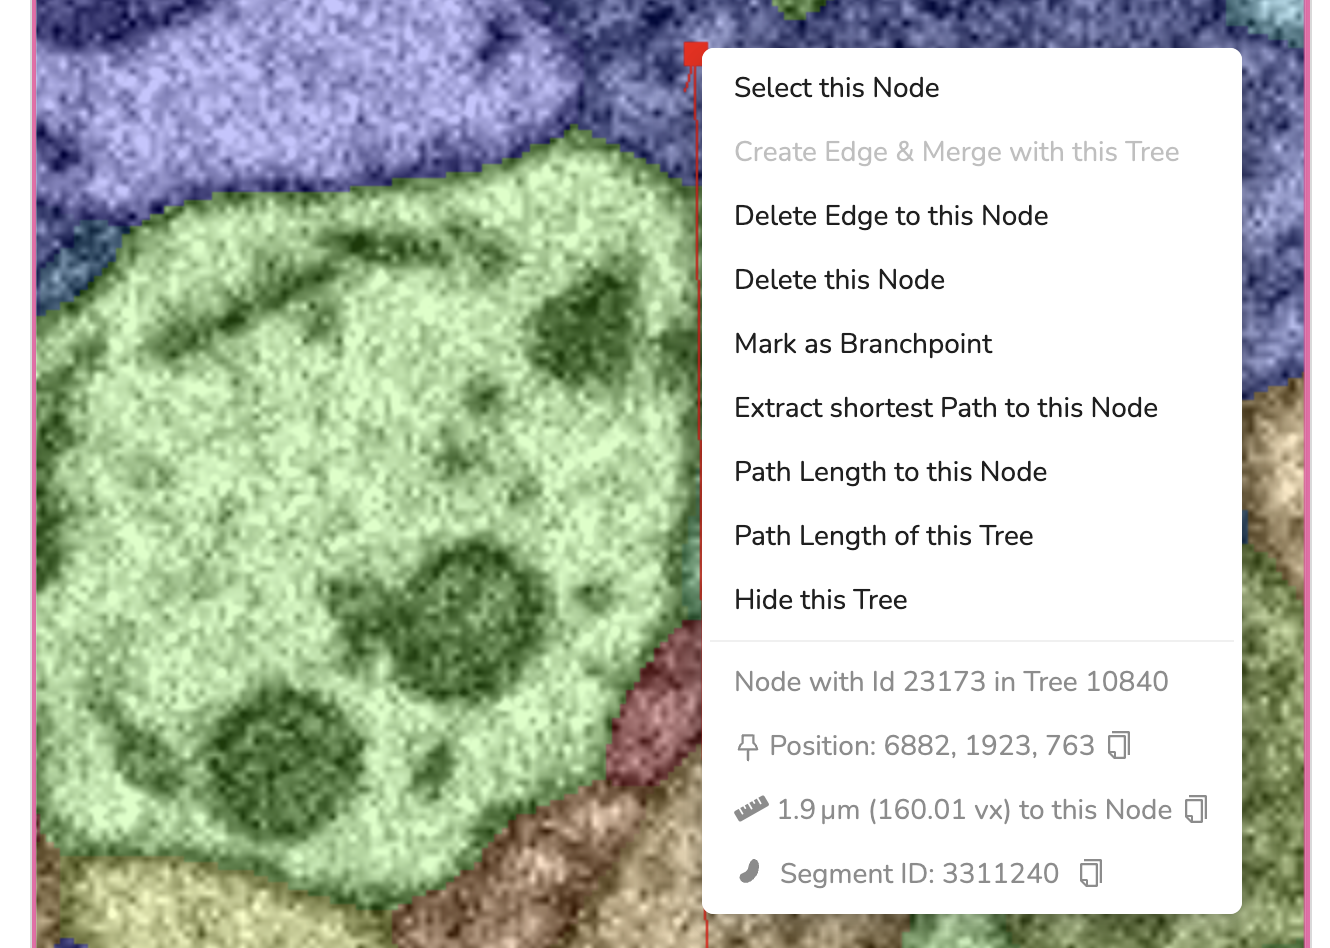 Select this Node
Create Edge & Merge with this Tree
Delete Edge to this Node
Delete this Node
Mark as Branchpoint
Extract shortest Path to this Node
Path Length to this Node
Path Length of this Tree
Hide this Tree
Node with Id 23173 in Tree 10840
Position: 6882, 1923, 763
1.9 µm (160.01 vx) to this Node
Segment ID: 3311240